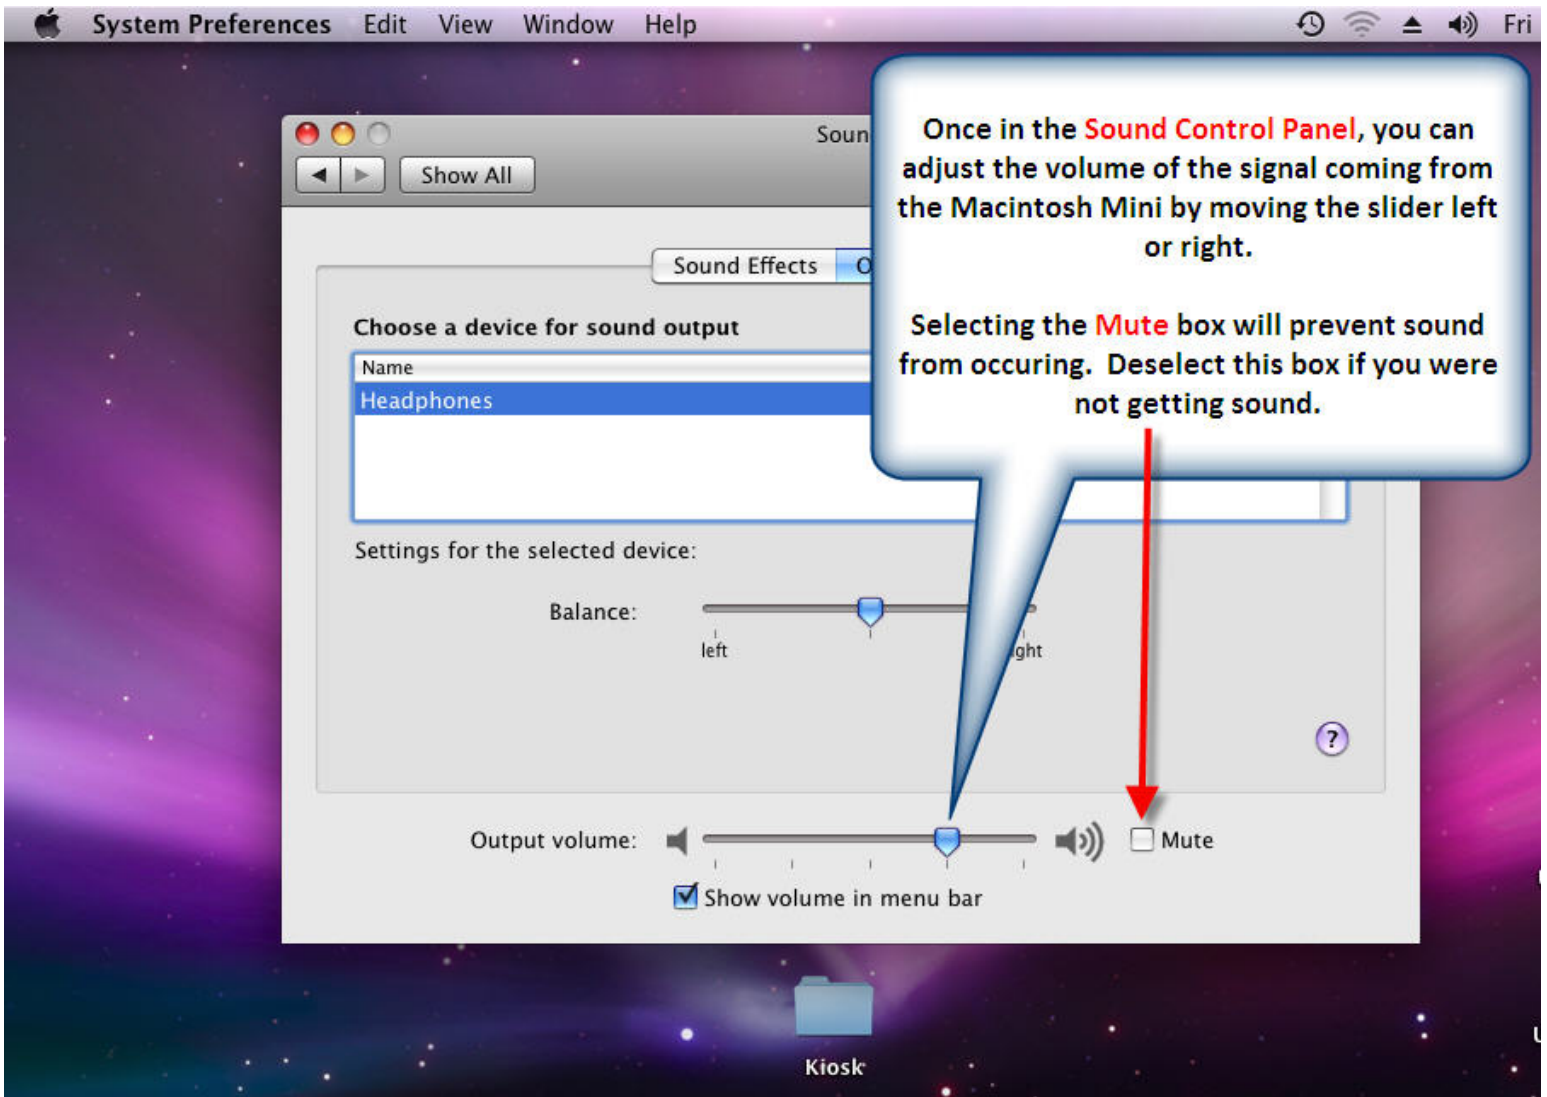 System Preferences Edit View Window Help Fri
Once in the Sound Control Panel, you can
adjust the volume of the signal coming from
the Macintosh Mini by moving the slider left
or right.
Selecting the Mute box will prevent sound
from occuring. Deselect this box if you were
not getting sound.
Soun
Show All
Sound Effects O
Choose a device for sound output
Name
Headphones
Settings for the selected device:
Balance:
left ght
?
Output volume: Mute
Show volume in menu bar
Kiosk